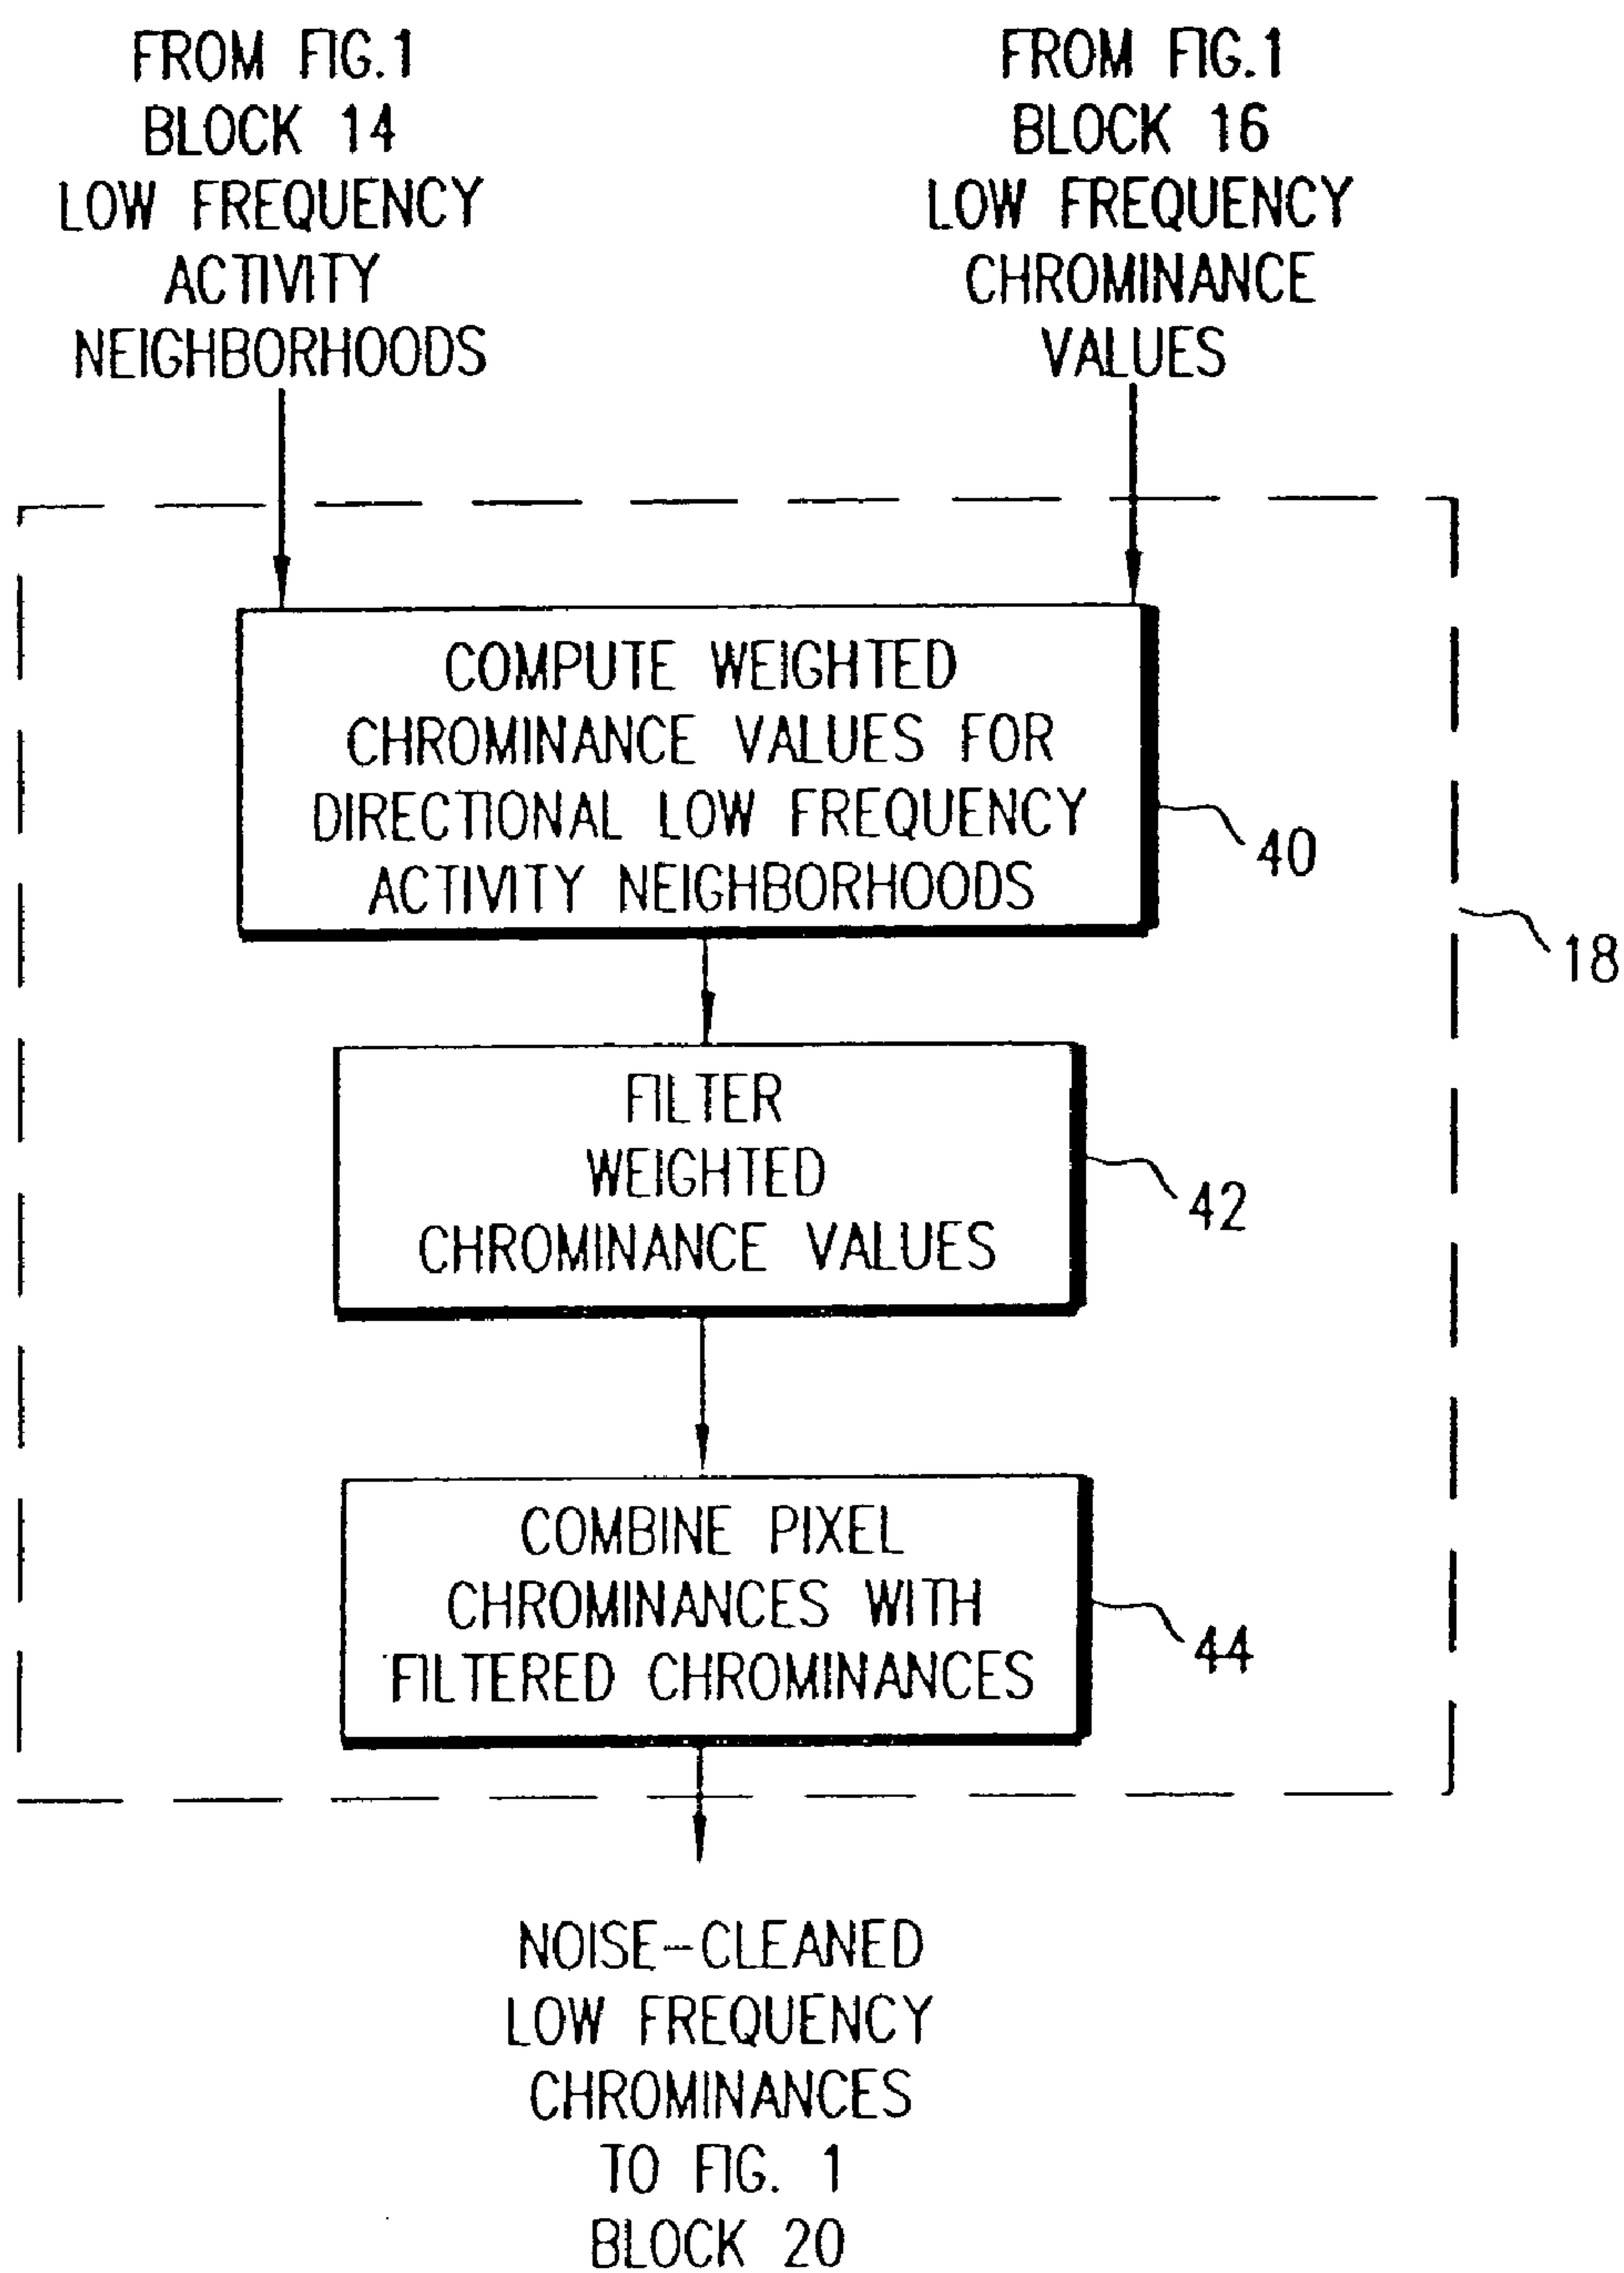 FROM FIG.1
BLOCK 14
LOW FREQUENCY
ACTIVITY
NEIGHBORHOODS
FROM FIG.1
BLOCK 16
LOW FREQUENCY
CHROMINANCE
VALUES
COMPUTE WEIGHTED
CHROMINANCE VALUES FOR
DIRECTIONAL LOW FREQUENCY
ACTIVITY NEIGHBORHOODS
40
18
FILTER
WEIGHTED
CHROMINANCE VALUES
42
COMBINE PIXEL
CHROMINANCES WITH
FILTERED CHROMINANCES
44
NOISE-CLEANED
LOW FREQUENCY
CHROMINANCES
TO FIG. 1
BLOCK 20